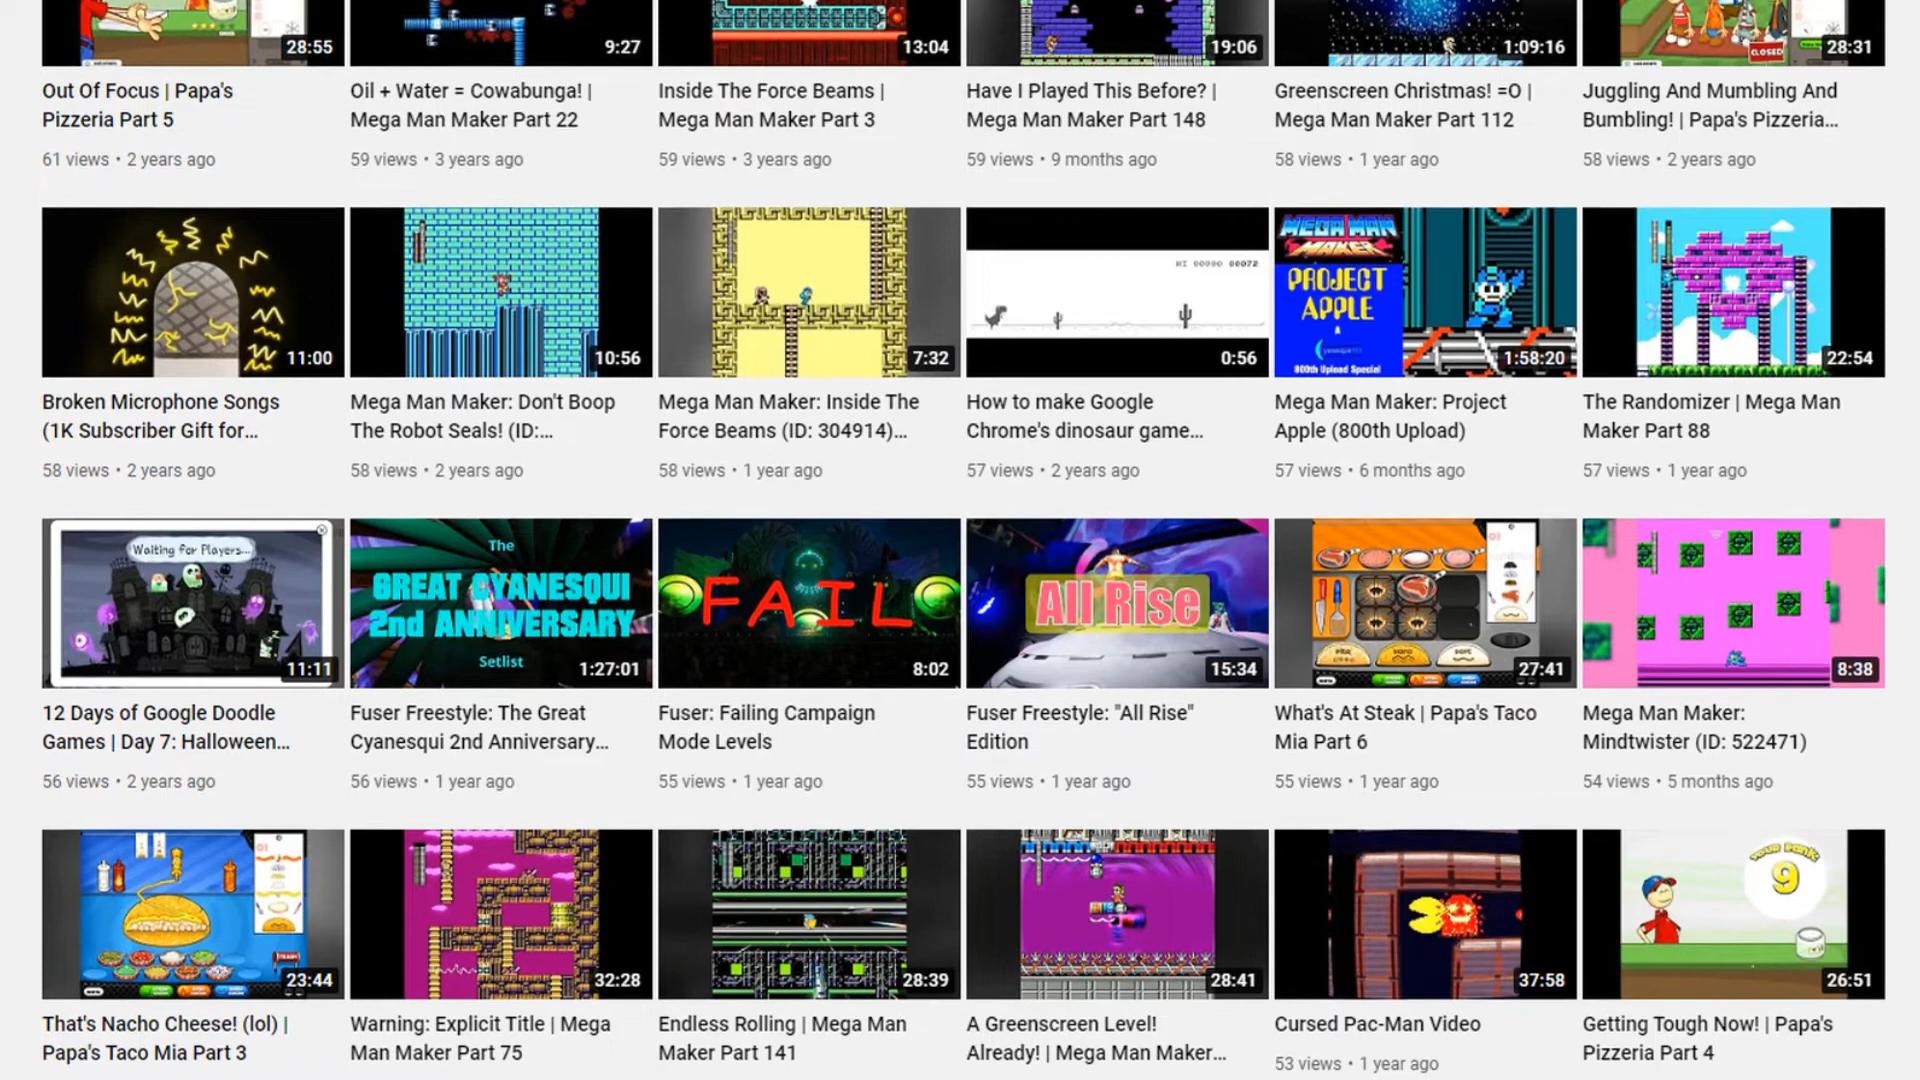 28:55
9:27
13:04
19:06
1:09:16
CLOSED
28:31
Out Of Focus | Papa's
Pizzeria Part 5
61 views • 2 years ago
Oil + Water = Cowabunga! |
Mega Man Maker Part 22
59 views • 3 years ago
Inside The Force Beams |
Mega Man Maker Part 3
59 views • 3 years ago
Have I Played This Before? |
Mega Man Maker Part 148
59 views • 9 months ago
Greenscreen Christmas! =O |
Mega Man Maker Part 112
58 views • 1 year ago
Juggling And Mumbling And
Bumbling! | Papa's Pizzeria...
58 views • 2 years ago
11:00
10:56
7:32
HI 00000 00072
0:56
MEGA MAN
MAKER
PROJECT
APPLE
A
800th Upload Special
1:58:20
22:54
Broken Microphone Songs
(1K Subscriber Gift for...
58 views • 2 years ago
Mega Man Maker: Don't Boop
The Robot Seals! (ID:...
58 views • 2 years ago
Mega Man Maker: Inside The
Force Beams (ID: 304914)...
58 views • 1 year ago
How to make Google
Chrome's dinosaur game...
57 views • 2 years ago
Mega Man Maker: Project
Apple (800th Upload)
57 views • 6 months ago
The Randomizer | Mega Man
Maker Part 88
57 views • 1 year ago
Waiting for Players...
11:11
The
GREAT CYANESQUI
2nd ANNIVERSARY
Setlist
1:27:01
FAIL
8:02
All Rise
15:34
27:41
8:38
12 Days of Google Doodle
Games | Day 7: Halloween...
56 views • 2 years ago
Fuser Freestyle: The Great
Cyanesqui 2nd Anniversary...
56 views • 1 year ago
Fuser: Failing Campaign
Mode Levels
55 views • 1 year ago
Fuser Freestyle: "All Rise"
Edition
55 views • 1 year ago
What's At Steak | Papa's Taco
Mia Part 6
55 views • 1 year ago
Mega Man Maker:
Mindtwister (ID: 522471)
54 views • 5 months ago
23:44
32:28
28:39
28:41
37:58
YOUR RANK
9
26:51
That's Nacho Cheese! (lol) |
Papa's Taco Mia Part 3
Warning: Explicit Title | Mega
Man Maker Part 75
Endless Rolling | Mega Man
Maker Part 141
A Greenscreen Level!
Already! | Mega Man Maker...
Cursed Pac-Man Video
53 views • 1 year ago
Getting Tough Now! | Papa's
Pizzeria Part 4